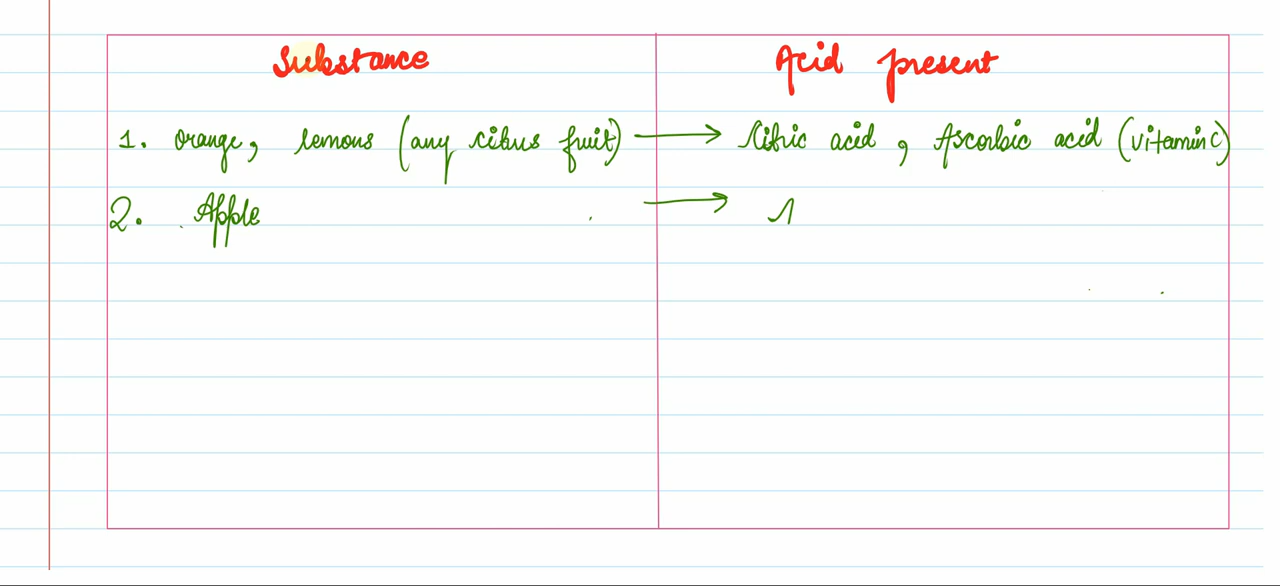 Substance Acid present
1. Orange, lemons (any citrus fruit) → Citric acid, Ascorbic acid (vitamin C)
2. Apple →